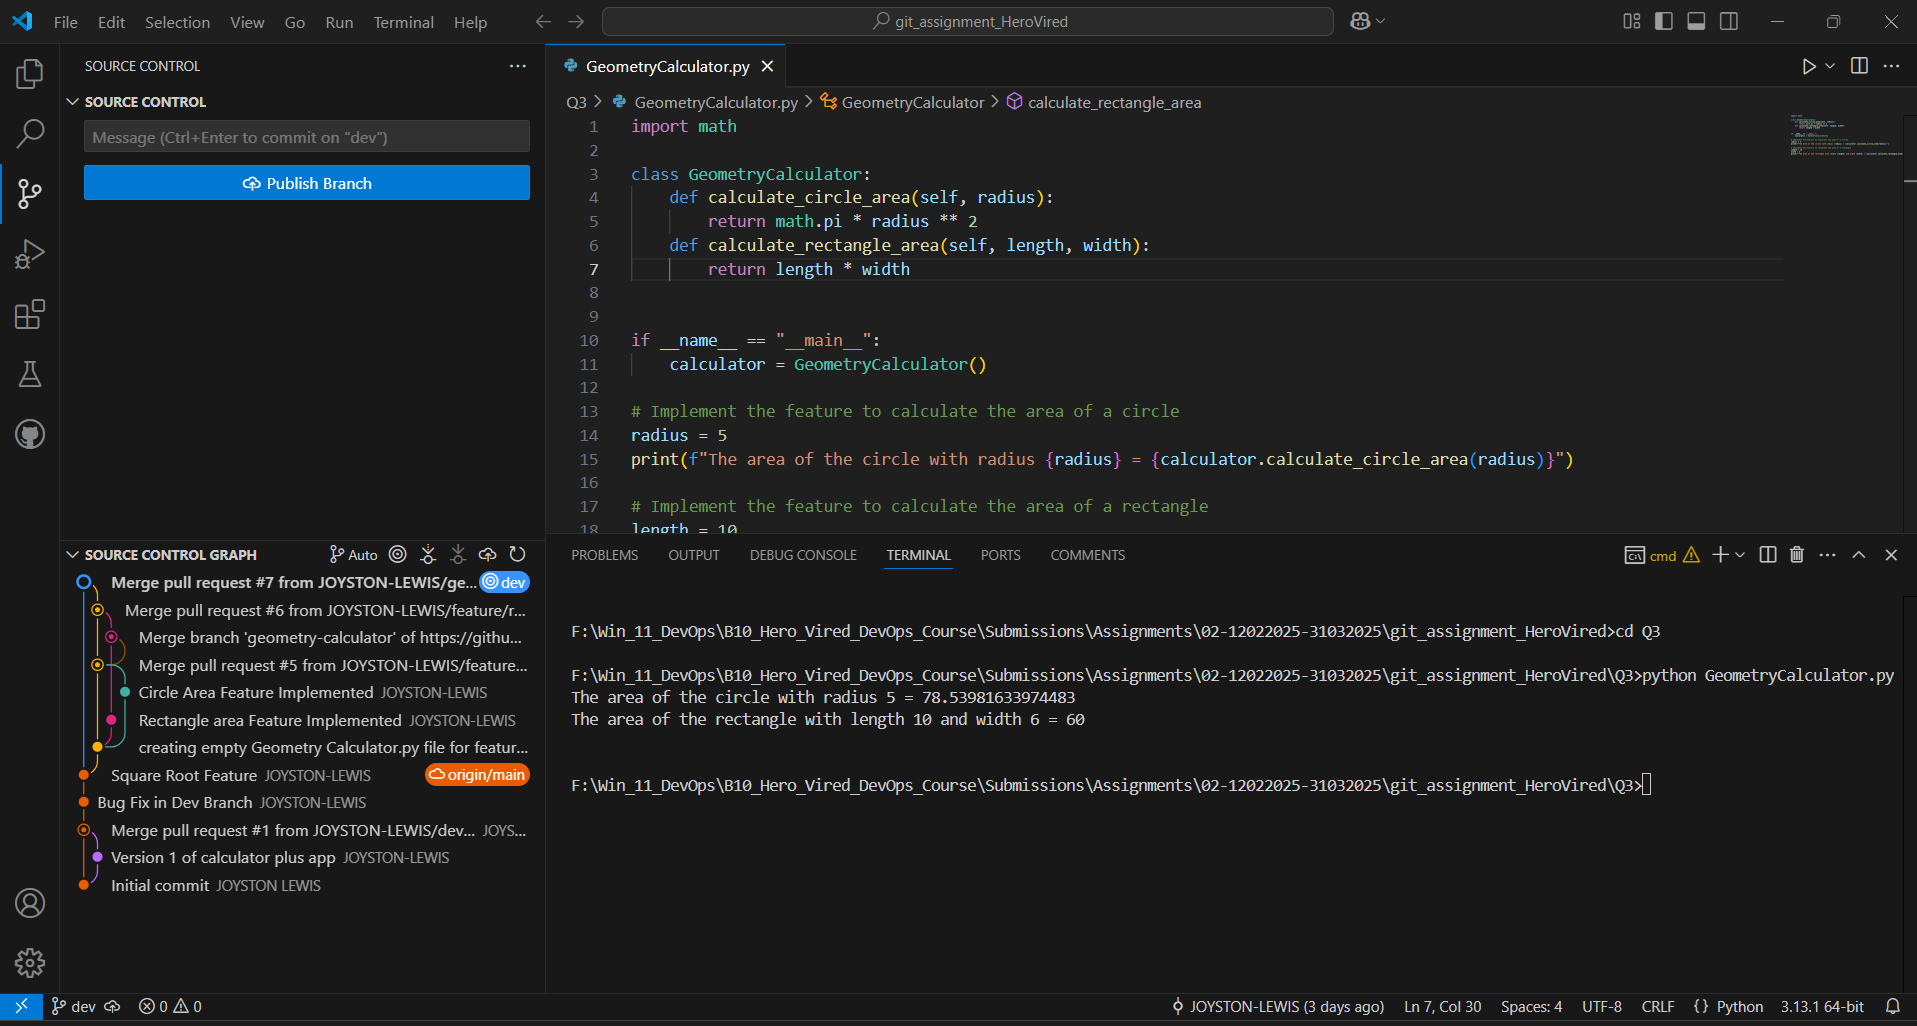 File Edit Selection View Go Run Terminal Help
git_assignment_HeroVired
SOURCE CONTROL
SOURCE CONTROL
Message (Ctrl+Enter to commit on "dev")
Publish Branch
SOURCE CONTROL GRAPH Auto
Merge pull request #7 from JOYSTON-LEWIS/ge... dev
Merge pull request #6 from JOYSTON-LEWIS/feature/r...
Merge branch 'geometry-calculator' of https://githu...
Merge pull request #5 from JOYSTON-LEWIS/feature...
Circle Area Feature Implemented JOYSTON-LEWIS
Rectangle area Feature Implemented JOYSTON-LEWIS
creating empty Geometry Calculator.py file for featur...
Square Root Feature JOYSTON-LEWIS origin/main
Bug Fix in Dev Branch JOYSTON-LEWIS
Merge pull request #1 from JOYSTON-LEWIS/dev... JOYS...
Version 1 of calculator plus app JOYSTON-LEWIS
Initial commit JOYSTON LEWIS
GeometryCalculator.py
Q3 > GeometryCalculator.py > GeometryCalculator > calculate_rectangle_area
1 import math
2
3 class GeometryCalculator:
4 def calculate_circle_area(self, radius):
5 return math.pi * radius ** 2
6 def calculate_rectangle_area(self, length, width):
7 return length * width
8
9
10 if __name__ == "__main__":
11 calculator = GeometryCalculator()
12
13 # Implement the feature to calculate the area of a circle
14 radius = 5
15 print(f"The area of the circle with radius {radius} = {calculator.calculate_circle_area(radius)}")
16
17 # Implement the feature to calculate the area of a rectangle
18 length = 10
PROBLEMS OUTPUT DEBUG CONSOLE TERMINAL PORTS COMMENTS
cmd
F:\Win_11_DevOps\B10_Hero_Vired_DevOps_Course\Submissions\Assignments\02-12022025-31032025\git_assignment_HeroVired>cd Q3
F:\Win_11_DevOps\B10_Hero_Vired_DevOps_Course\Submissions\Assignments\02-12022025-31032025\git_assignment_HeroVired\Q3>python GeometryCalculator.py
The area of the circle with radius 5 = 78.53981633974483
The area of the rectangle with length 10 and width 6 = 60
F:\Win_11_DevOps\B10_Hero_Vired_DevOps_Course\Submissions\Assignments\02-12022025-31032025\git_assignment_HeroVired\Q3>
dev 0 0
JOYSTON-LEWIS (3 days ago) Ln 7, Col 30 Spaces: 4 UTF-8 CRLF {} Python 3.13.1 64-bit